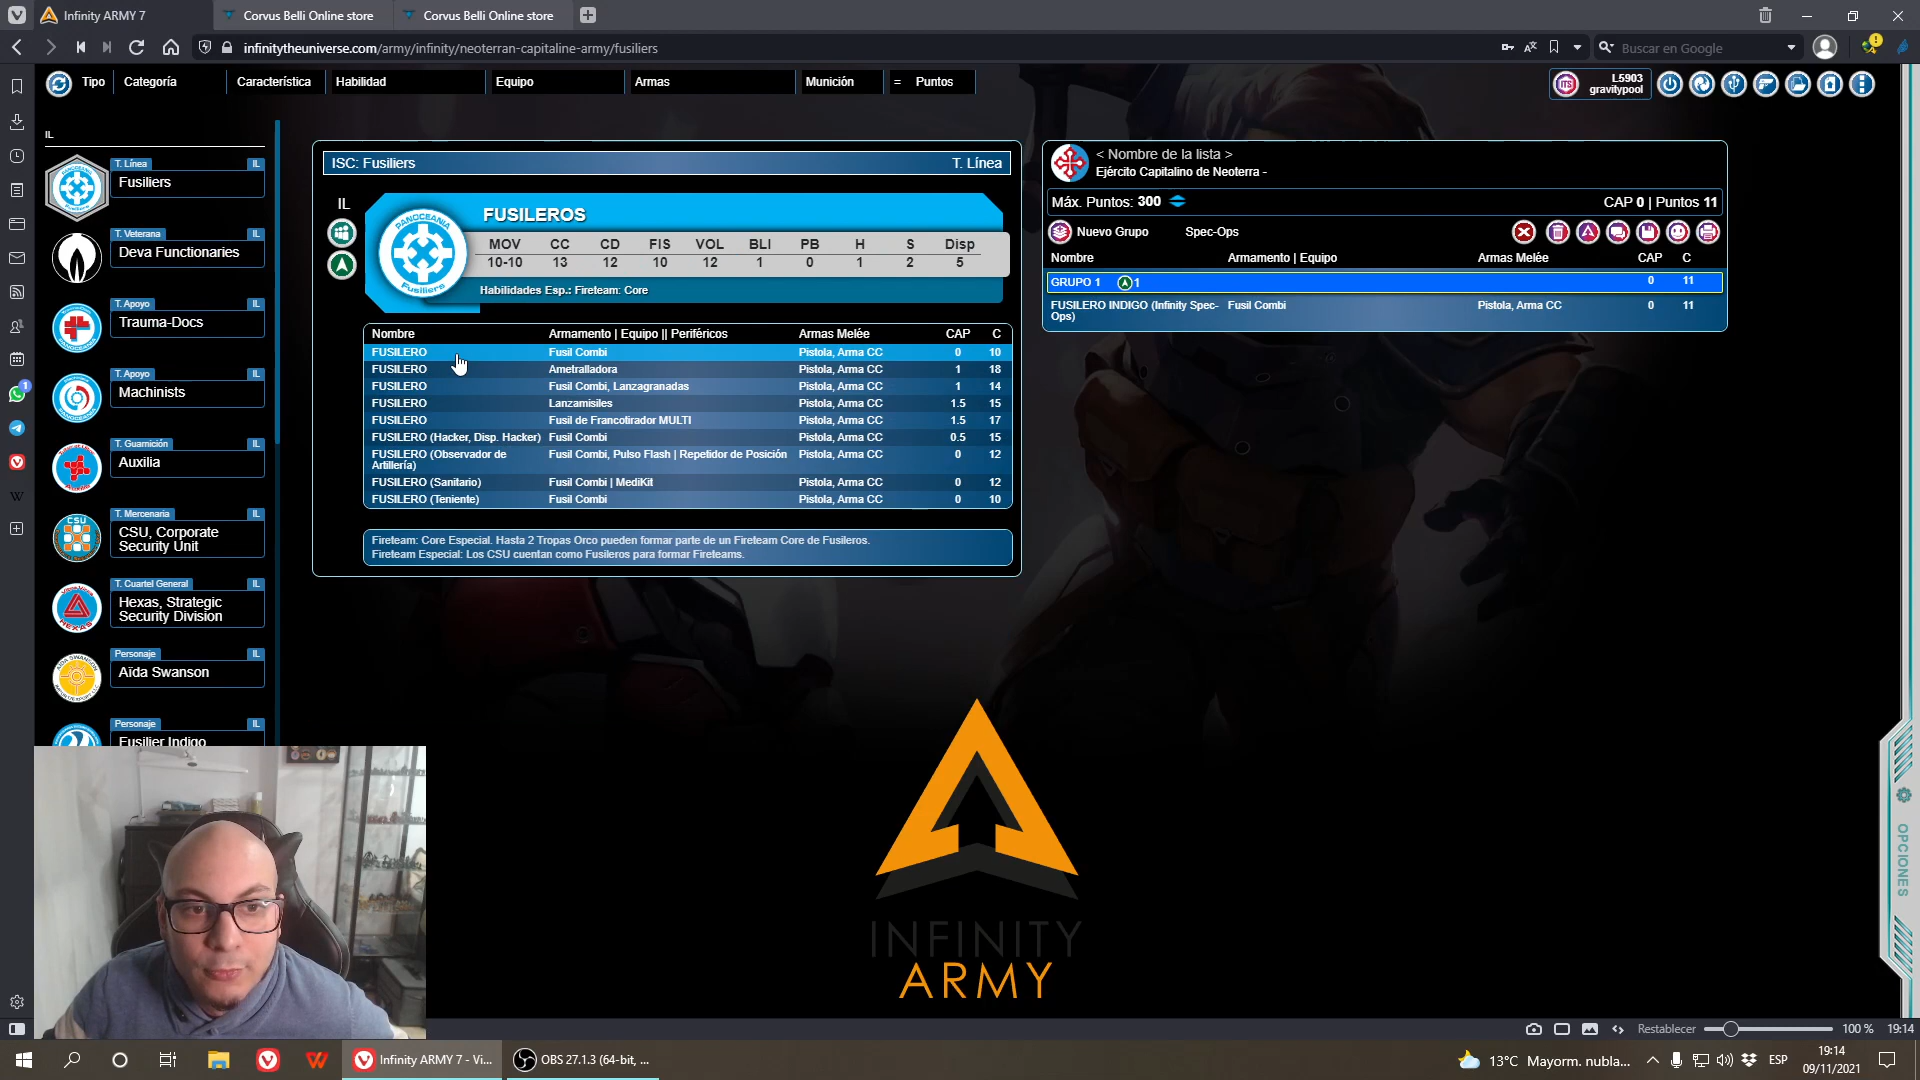 Infinity ARMY 7
Corvus Belli Online store
Corvus Belli Online store
infinitytheuniverse.com/army/infinity/neoterran-capitaline-army/fusiliers
Buscar en Google
Tipo
Categoría
Característica
Habilidad
Equipo
Armas
Munición
=
Puntos
ITS
L5903
gravitypool
IL
T. Línea
IL
Fusiliers
T. Veterana
IL
Deva Functionaries
T. Apoyo
IL
Trauma-Docs
T. Apoyo
IL
Machinists
T. Guarnición
IL
Auxilia
T. Mercenaria
IL
CSU, Corporate
Security Unit
T. Cuartel General
IL
Hexas, Strategic
Security Division
Personaje
IL
Aïda Swanson
Personaje
IL
Fusilier Indigo
ISC: Fusiliers
T. Línea
IL
PANOCEANIA
Fusiliers
FUSILEROS
MOV CC CD FIS VOL BLI PB H S Disp
10-10 13 12 10 12 1 0 1 2 5
Habilidades Esp.: Fireteam: Core
Nombre Armamento | Equipo || Periféricos Armas Melée CAP C
FUSILERO Fusil Combi Pistola, Arma CC 0 10
FUSILERO Ametralladora Pistola, Arma CC 1 18
FUSILERO Fusil Combi, Lanzagranadas Pistola, Arma CC 1 14
FUSILERO Lanzamisiles Pistola, Arma CC 1.5 15
FUSILERO Fusil de Francotirador MULTI Pistola, Arma CC 1.5 17
FUSILERO (Hacker, Disp. Hacker) Fusil Combi Pistola, Arma CC 0.5 15
FUSILERO (Observador de Fusil Combi, Pulso Flash | Repetidor de Posición Pistola, Arma CC 0 12
Artillería)
FUSILERO (Sanitario) Fusil Combi | MediKit Pistola, Arma CC 0 12
FUSILERO (Teniente) Fusil Combi Pistola, Arma CC 0 10
Fireteam: Core Especial. Hasta 2 Tropas Orco pueden formar parte de un Fireteam Core de Fusileros.
Fireteam Especial: Los CSU cuentan como Fusileros para formar Fireteams.
< Nombre de la lista >
Ejército Capitalino de Neoterra -
Máx. Puntos: 300
CAP 0 | Puntos 11
Nuevo Grupo
Spec-Ops
Nombre Armamento | Equipo Armas Melée CAP C
GRUPO 1 1 0 11
FUSILERO INDIGO (Infinity Spec- Fusil Combi Pistola, Arma CC 0 11
Ops)
INFINITY
ARMY
OPCIONES
Restablecer
100 %
19:14
Infinity ARMY 7 - Vi...
OBS 27.1.3 (64-bit, ...
13°C Mayorm. nubla...
ESP
19:14
09/11/2021